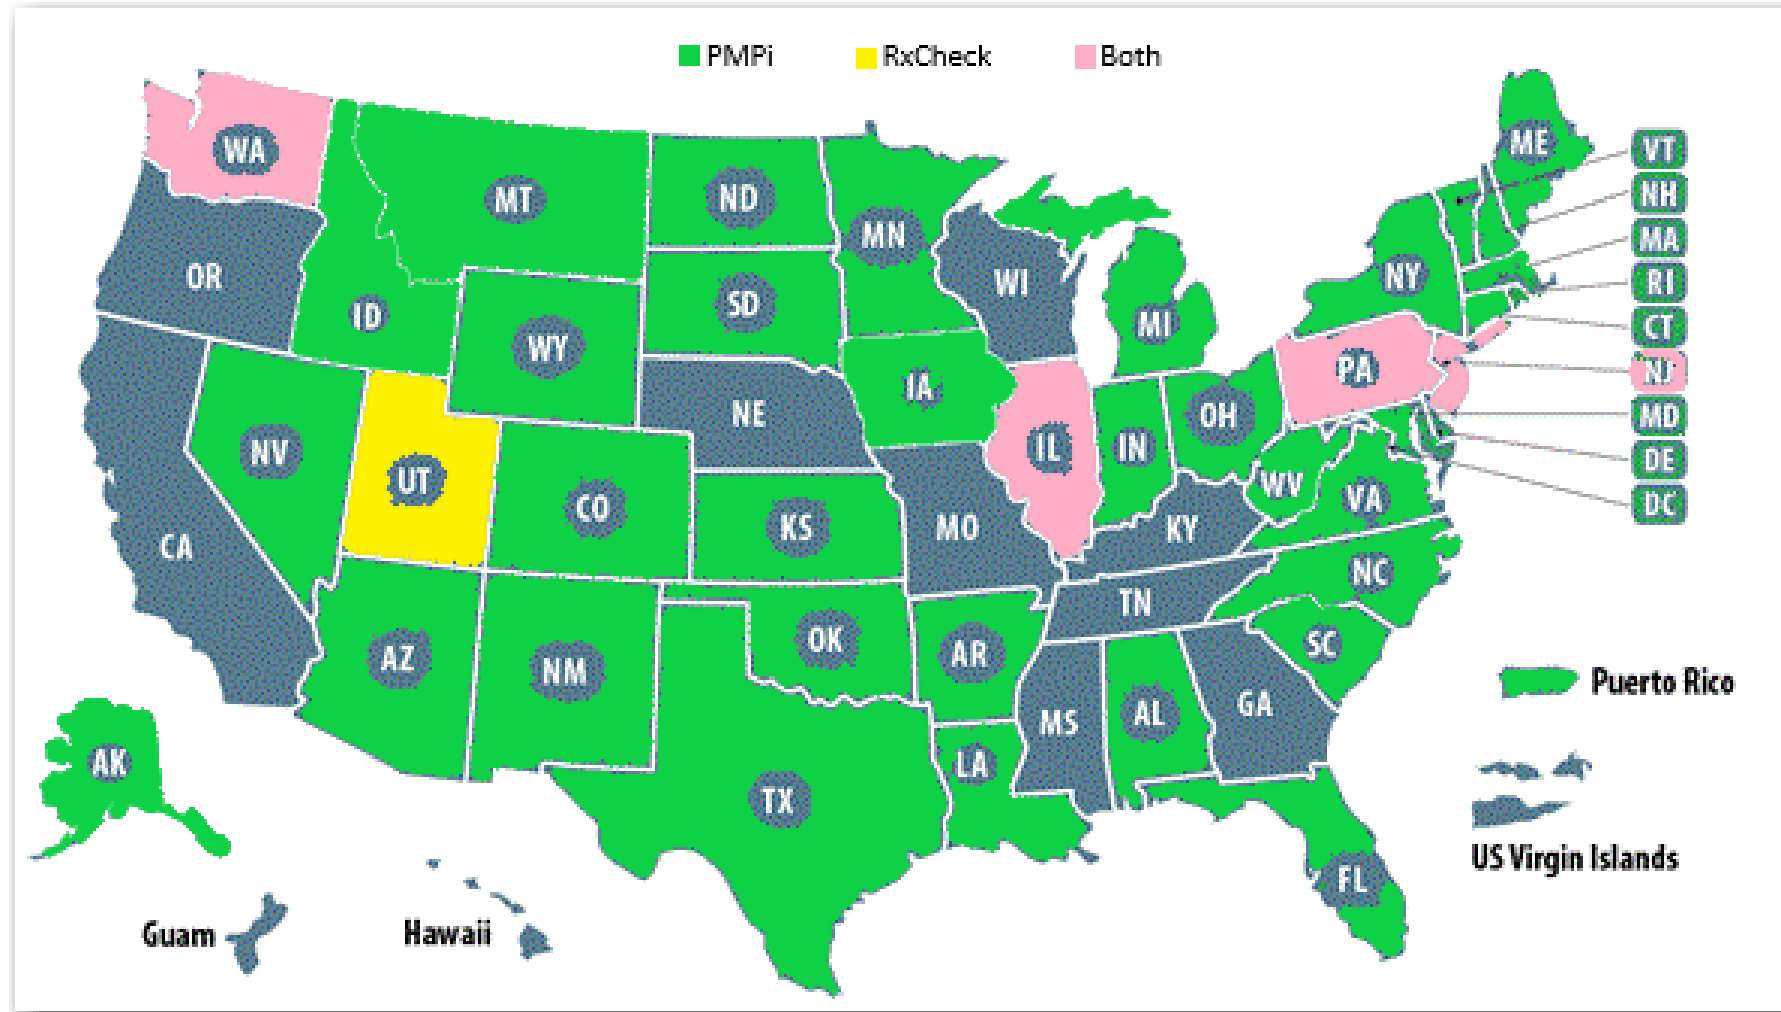 PMPi RxCheck Both
WA
MT
ND
MN
ME
VT
NH
MA
RI
CT
NJ
MD
DE
DC
OR
ID
WY
SD
WI
MI
NY
PA
NV
UT
CO
NE
IA
IL
IN
OH
WV
VA
CA
KS
MO
KY
NC
AZ
NM
OK
AR
TN
SC
TX
LA
MS
AL
GA
FL
AK
Puerto Rico
US Virgin Islands
Guam
Hawaii